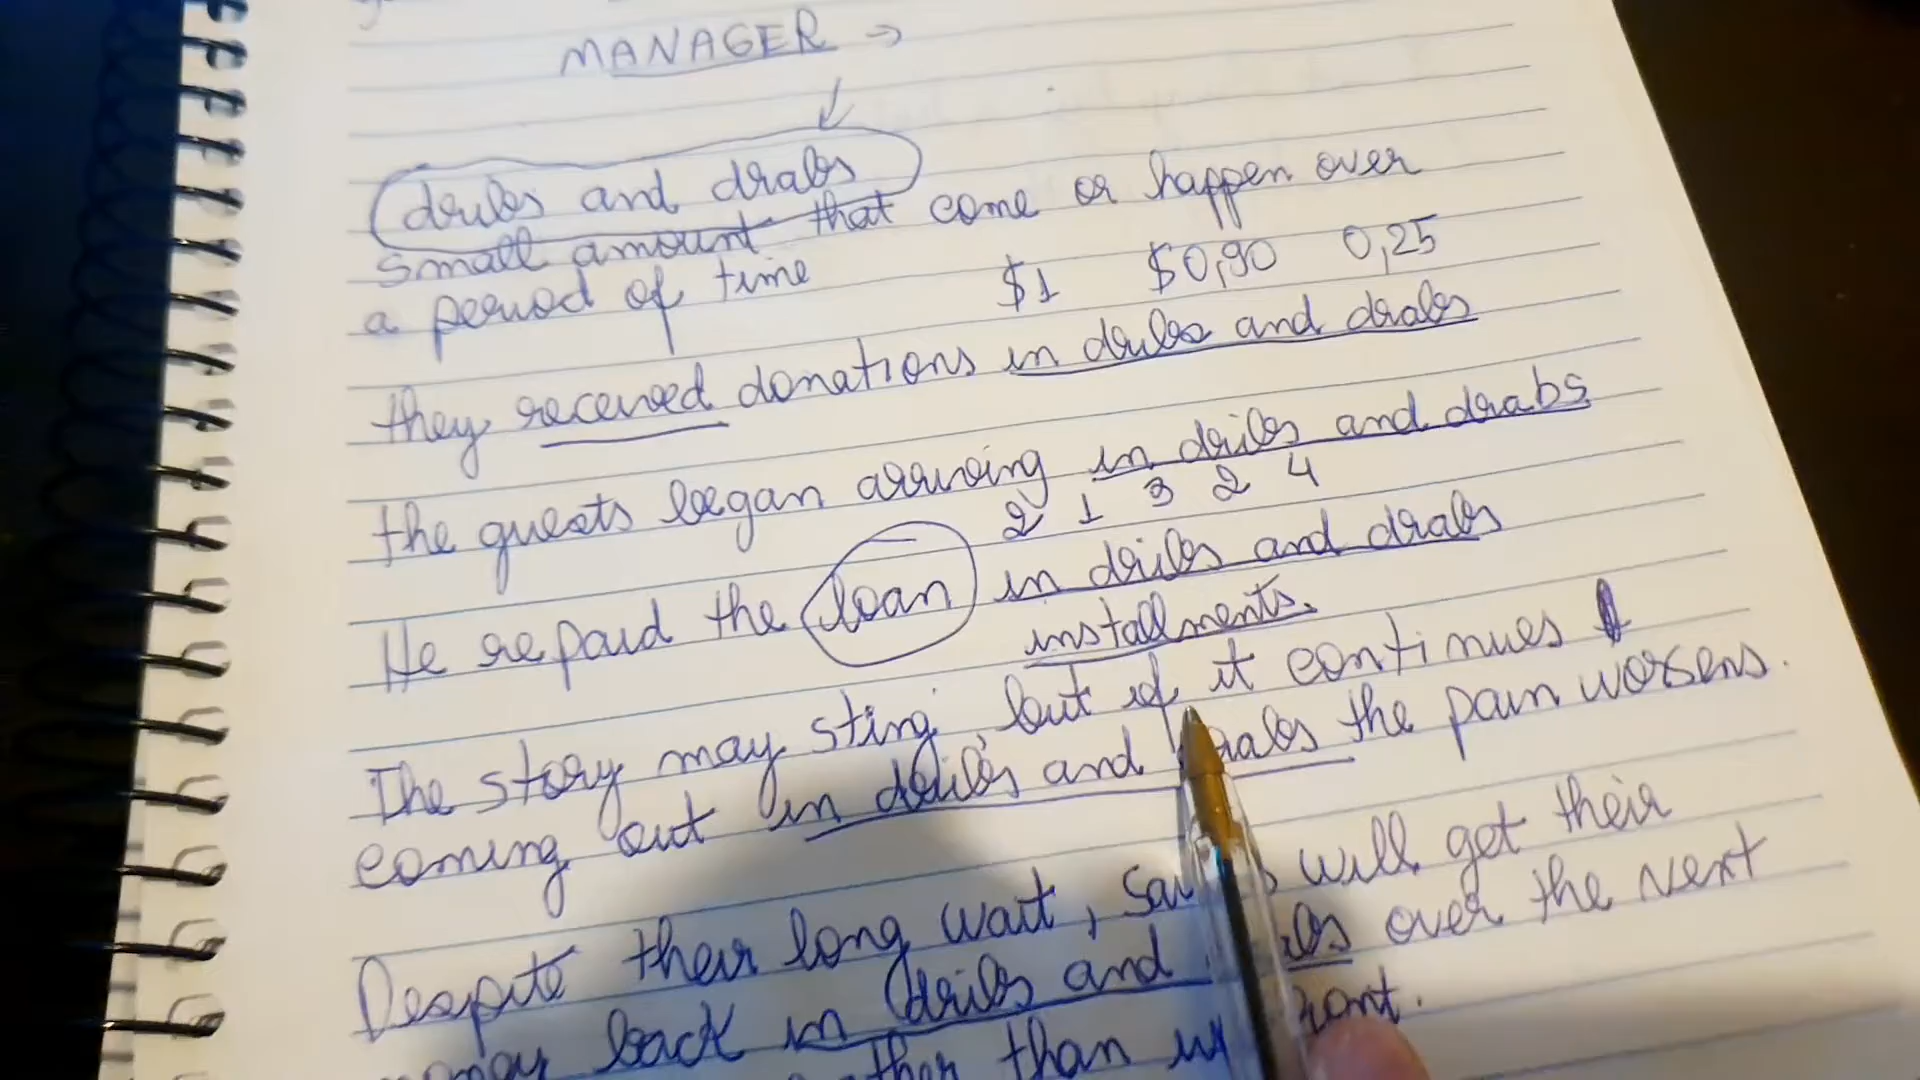 MANAGER →
dribs and drabs
small amount that come or happen over
a period of time $1 $0,90 0,25
they received donations in dribs and drabs
the guests began arriving in dribs and drabs
2 1 3 2 4
He repaid the loan in dribs and drabs
installments.
The story may sting, but if it continues
coming out in dribs and the pain worsens.
Despite their long wait, will get their
back in dribs and over the next
than